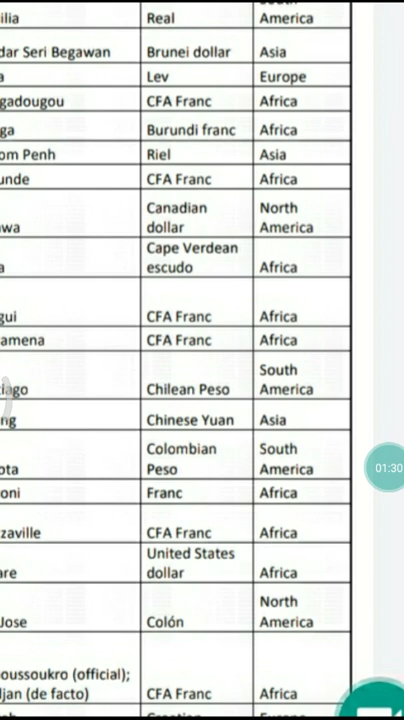 ilia Real America
dar Seri Begawan Brunei dollar Asia
a Lev Europe
gadougou CFA Franc Africa
ga Burundi franc Africa
om Penh Riel Asia
unde CFA Franc Africa
Canadian North
wa dollar America
Cape Verdean
a escudo Africa
gui CFA Franc Africa
amena CFA Franc Africa
South
iago Chilean Peso America
ng Chinese Yuan Asia
Colombian South
ota Peso America
oni Franc Africa
zaville CFA Franc Africa
United States
are dollar Africa
North
Jose Colón America
oussoukro (official);
djan (de facto) CFA Franc Africa
01:30